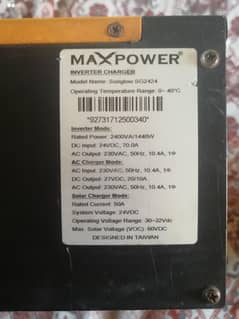 MAXPOWER®
INVERTER CHARGER
Model Name: Sunglow SG2424
Operating Temperature Range: 0~ 40°C
*92731712500340*
Inverter Mode:
Rated Power: 2400VA/1440W
DC Input: 24VDC, 70.0A
AC Output: 230VAC, 50Hz, 10.4A, 1Φ
AC Charger Mode:
AC Input: 230VAC, 50Hz, 10.4A, 1Φ
DC Output: 27VDC, 20/10A
AC Output: 230VAC, 50Hz, 10.4A, 1Φ
Solar Charger Mode:
Rated Current: 50A
System Voltage: 24VDC
Operating Voltage Range: 30~32Vdc
Max. Solar Voltage (VOC): 60VDC
DESIGNED IN TAIWAN